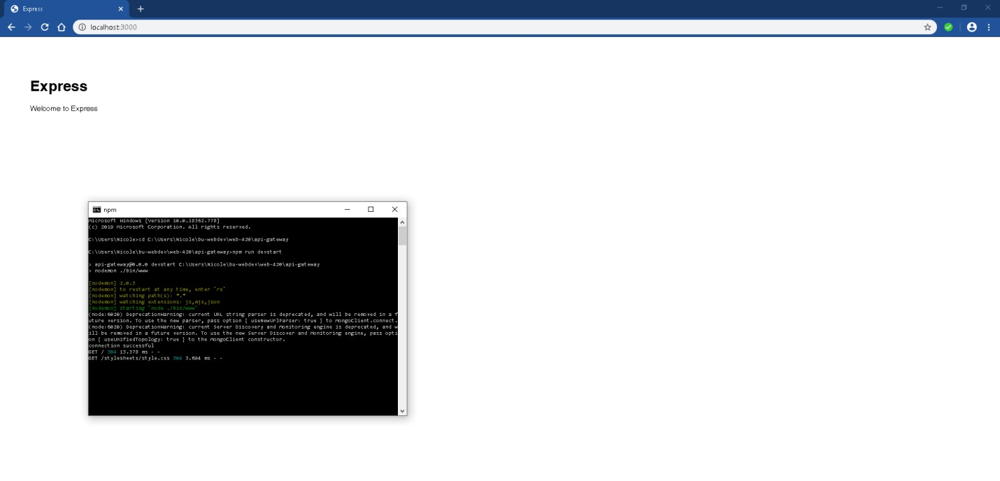 Express
localhost:3000
Express
Welcome to Express
npm
Microsoft Windows [Version 10.0.18362.778]
(c) 2019 Microsoft Corporation. All rights reserved.
C:\Users\Nicole>cd C:\Users\Nicole\bu-webdev\web-420\api-gateway
C:\Users\Nicole\bu-webdev\web-420\api-gateway>npm run devstart
> api-gateway@0.0.0 devstart C:\Users\Nicole\bu-webdev\web-420\api-gateway
> nodemon ./bin/www
[nodemon] 2.0.3
[nodemon] to restart at any time, enter `rs`
[nodemon] watching path(s): *.*
[nodemon] watching extensions: js,mjs,json
[nodemon] starting `node ./bin/www`
(node:6020) DeprecationWarning: current URL string parser is deprecated, and will be removed in a f
uture version. To use the new parser, pass option { useNewUrlParser: true } to MongoClient.connect.
(node:6020) DeprecationWarning: current Server Discovery and Monitoring engine is deprecated, and w
ill be removed in a future version. To use the new Server Discover and Monitoring engine, pass opti
on { useUnifiedTopology: true } to the MongoClient constructor.
connection successful
GET / 304 13.378 ms - -
GET /stylesheets/style.css 304 3.694 ms - -